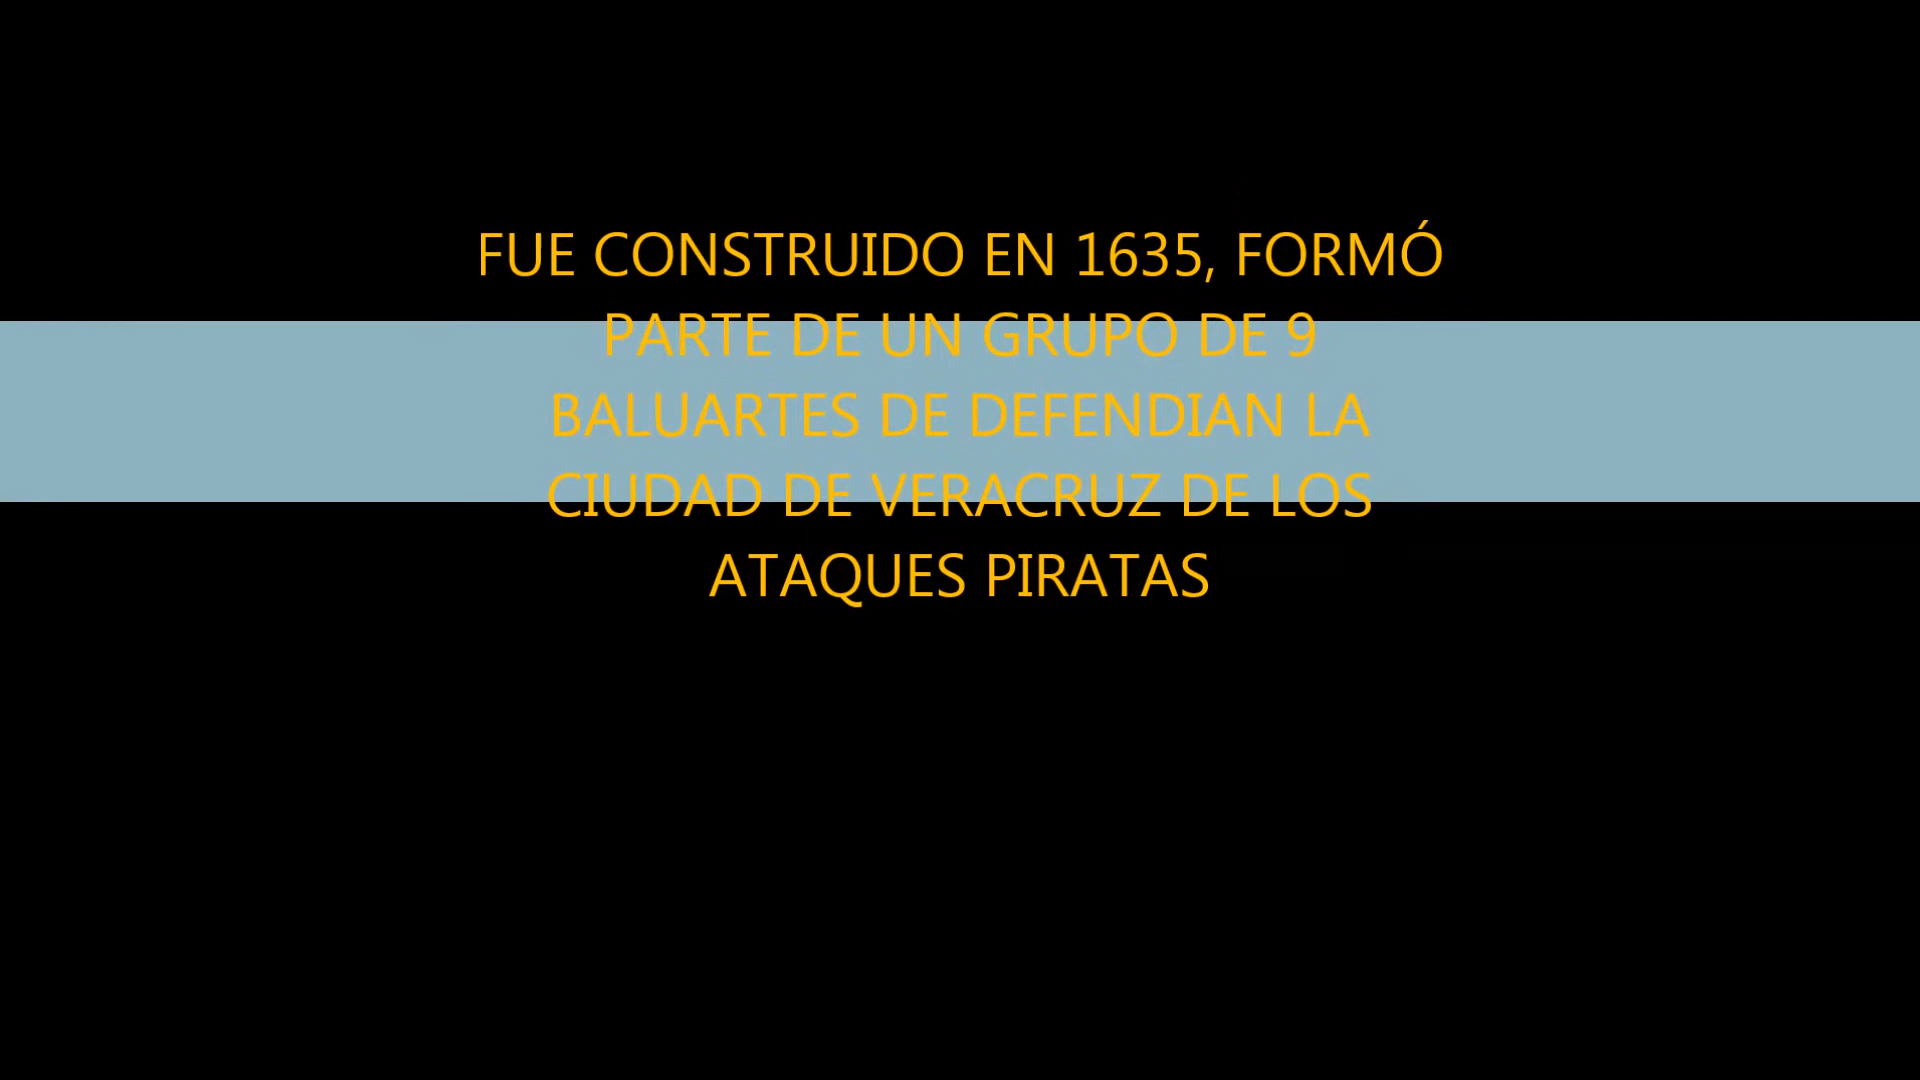 FUE CONSTRUIDO EN 1635, FORMÓ
PARTE DE UN GRUPO DE 9
BALUARTES DE DEFENDIAN LA
CIUDAD DE VERACRUZ DE LOS
ATAQUES PIRATAS